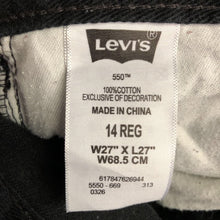 LEVI'S
550™
100%COTTON
EXCLUSIVE OF DECORATION
MADE IN CHINA
14 REG
W27" X L27"
W68.5 CM
617847626944
5550 - 669 313
0326